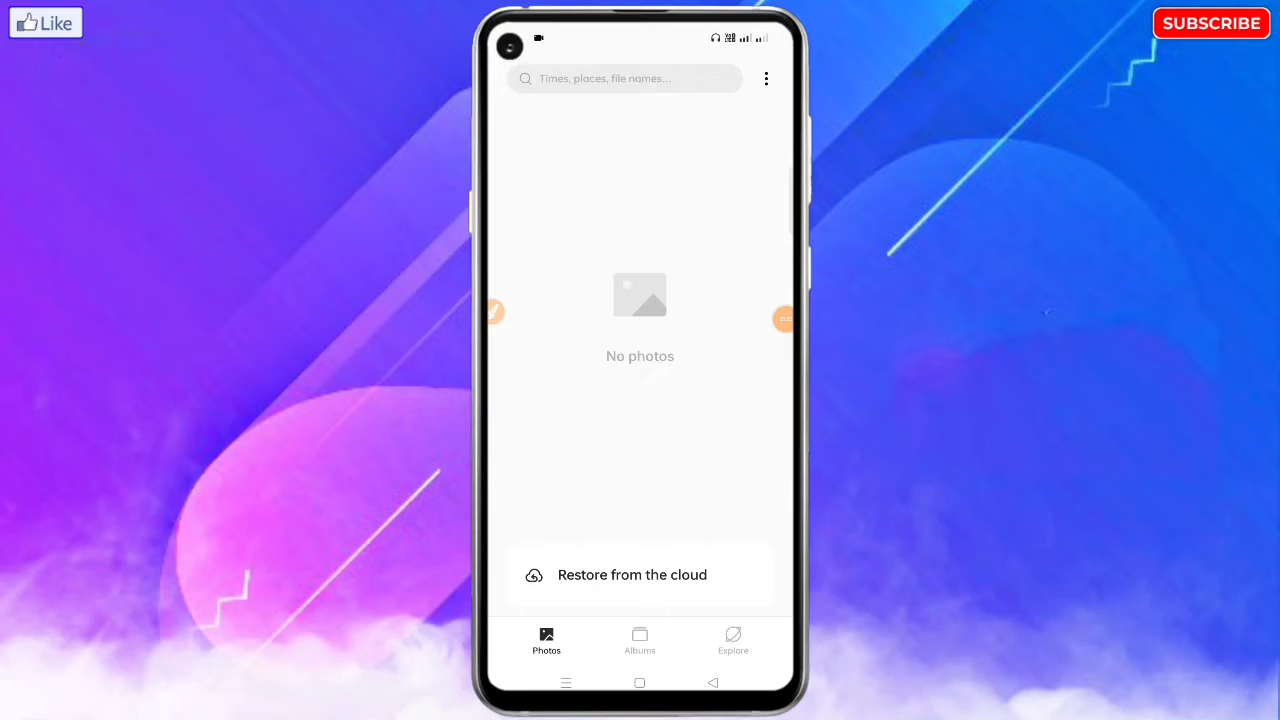 Like
SUBSCRIBE
Times, places, file names...
No photos
Restore from the cloud
Photos
Albums
Explore